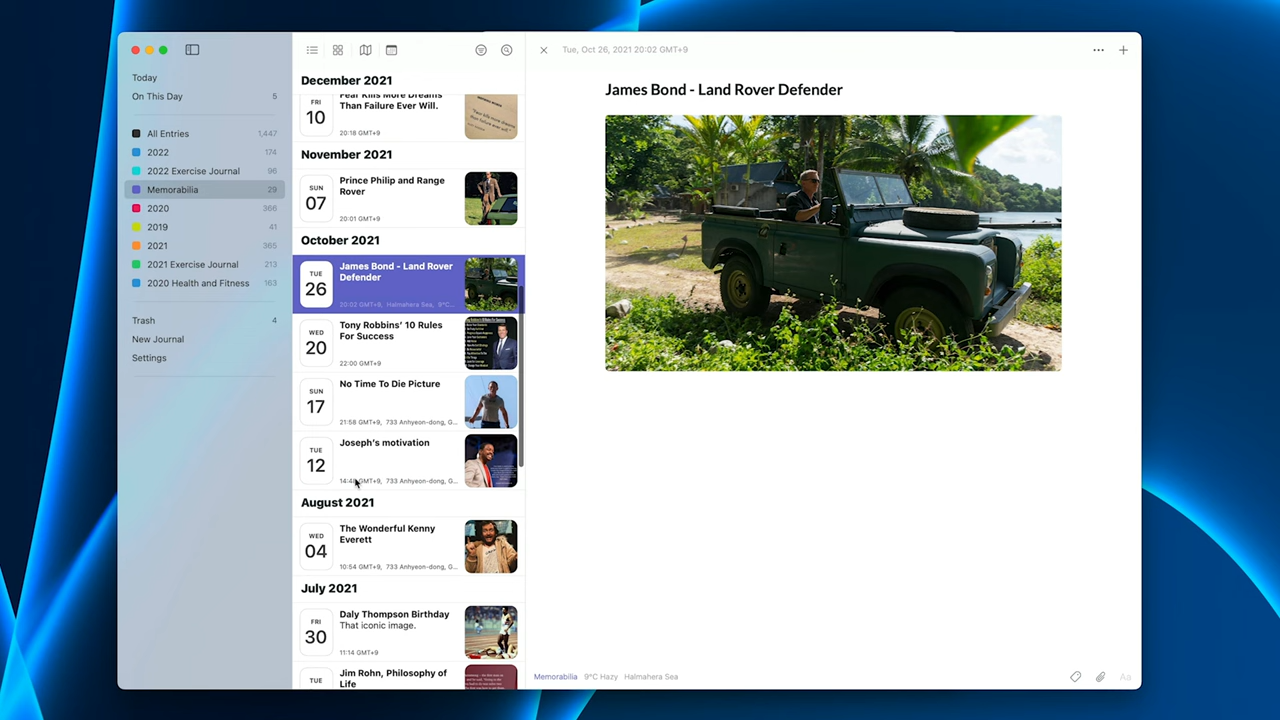 Today
On This Day 5
All Entries 1,447
2022 174
2022 Exercise Journal 96
Memorabilia 29
2020 366
2019 41
2021 365
2021 Exercise Journal 213
2020 Health and Fitness 163
Trash 4
New Journal
Settings
December 2021
FRI
10
Fear Kills More Dreams
Than Failure Ever Will.
20:18 GMT+9
November 2021
SUN
07
Prince Philip and Range
Rover
20:01 GMT+9
October 2021
TUE
26
James Bond - Land Rover
Defender
20:02 GMT+9, Halmahera Sea, 9°C...
WED
20
Tony Robbins' 10 Rules
For Success
22:00 GMT+9
SUN
17
No Time To Die Picture
21:58 GMT+9, 733 Anhyeon-dong, G...
TUE
12
Joseph's motivation
GMT+9, 733 Anhyeon-dong, G...
August 2021
WED
04
The Wonderful Kenny
Everett
10:54 GMT+9, 733 Anhyeon-dong, G...
July 2021
FRI
30
Daly Thompson Birthday
That iconic image.
11:14 GMT+9
TUE
Jim Rohn, Philosophy of
Life
Tue, Oct 26, 2021 20:02 GMT+9
James Bond - Land Rover Defender
Memorabilia 9°C Hazy Halmahera Sea
Aa